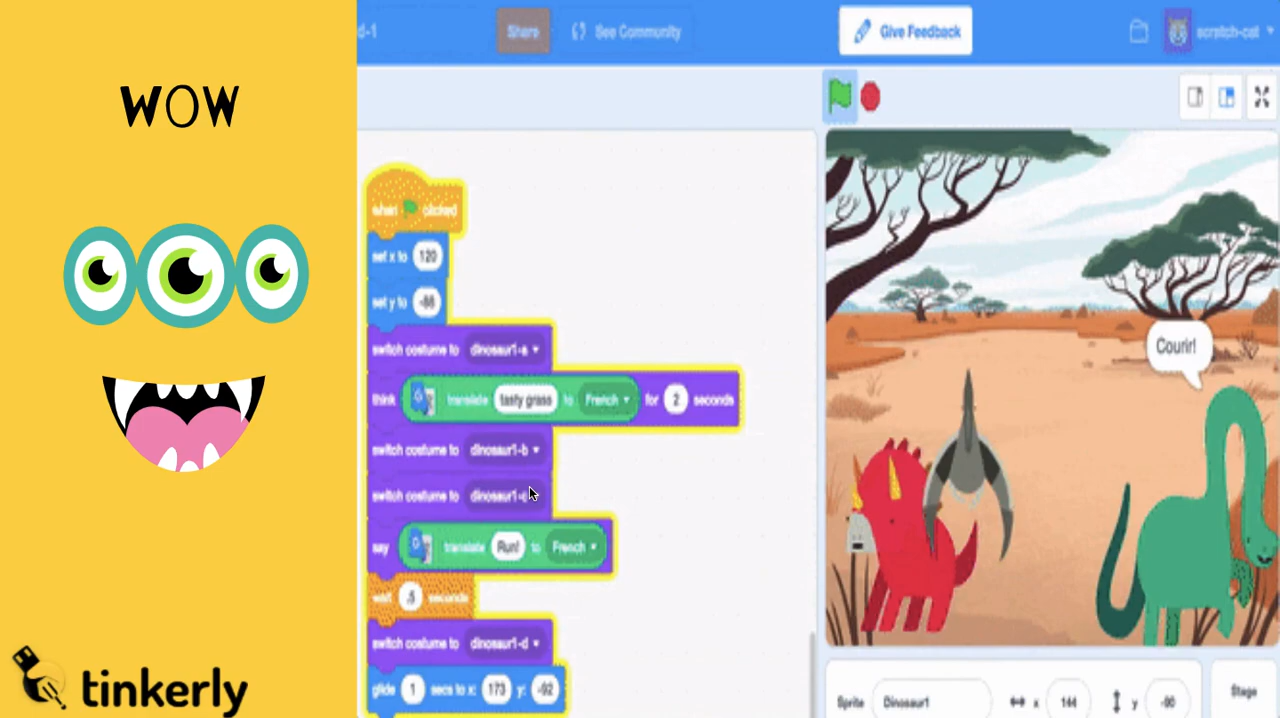 WOW
tinkerly
d-1
Share
See Community
Give Feedback
scratch-cat
when clicked
set x to 120
set y to -88
switch costume to dinosaur1-a
think translate tasty grass to French for 2 seconds
switch costume to dinosaur1-b
switch costume to
say translate Run! to French
wait .5 seconds
switch costume to dinosaur1-d
glide 1 secs to x: 173 y: -92
Courir!
Sprite Dinosaur1 x 144 y -90
Stage